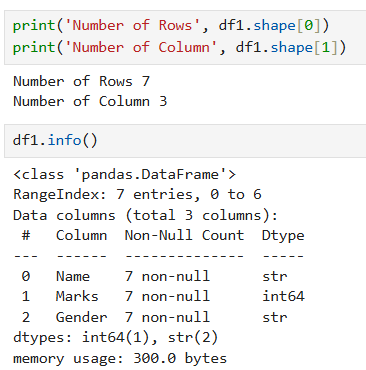 print('Number of Rows', df1.shape[0])
print('Number of Column', df1.shape[1])
Number of Rows 7
Number of Column 3
df1.info()
<class 'pandas.DataFrame'>
RangeIndex: 7 entries, 0 to 6
Data columns (total 3 columns):
 #   Column  Non-Null Count  Dtype
---  ------  --------------  -----
 0   Name    7 non-null      str
 1   Marks   7 non-null      int64
 2   Gender  7 non-null      str
dtypes: int64(1), str(2)
memory usage: 300.0 bytes